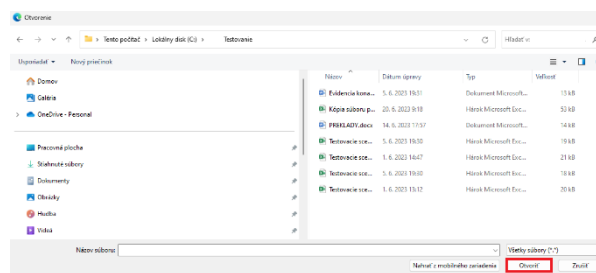 Otvorenie
Tento počítač > Lokálny disk (C:) > Testovanie
Hľadať v:
Usporiadať Nový priečinok
Názov Dátum úpravy Typ Veľkosť
Domov
Galéria
OneDrive - Personal
Pracovná plocha
Stiahnuté súbory
Dokumenty
Obrázky
Hudba
Videá
Evidencia kona... 5. 6. 2023 19:31 Dokument Microsoft... 13 kB
Kópia súboru p... 20. 6. 2023 9:18 Hárok Microsoft Exc... 53 kB
PREKLADY.docx 14. 6. 2023 17:57 Dokument Microsoft... 14 kB
Testovacie sce... 5. 6. 2023 19:30 Hárok Microsoft Exc... 19 kB
Testovacie sce... 1. 6. 2023 14:47 Hárok Microsoft Exc... 21 kB
Testovacie sce... 5. 6. 2023 19:30 Hárok Microsoft Exc... 18 kB
Testovacie sce... 1. 6. 2023 13:12 Hárok Microsoft Exc... 20 kB
Názov súboru: Všetky súbory (*.*)
Nahrať z mobilného zariadenia Otvoriť Zrušiť